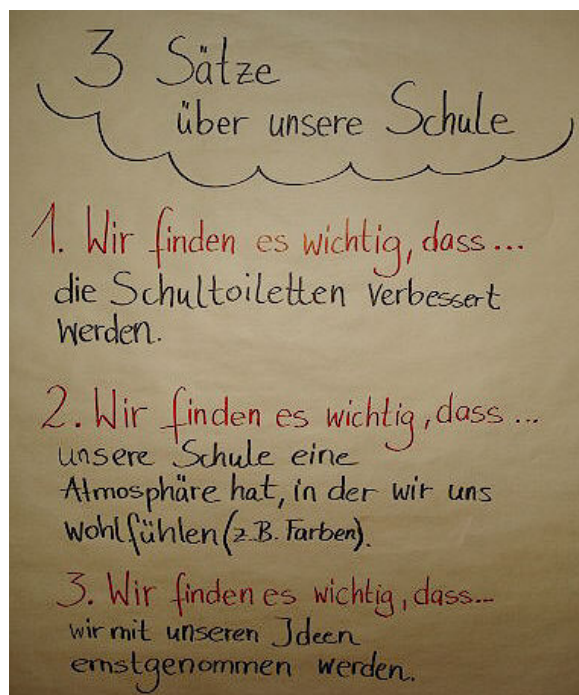 3 Sätze
über unsere Schule
1. Wir finden es wichtig, dass...
die Schultoiletten verbessert
werden.
2. Wir finden es wichtig, dass...
unsere Schule eine
Atmosphäre hat, in der wir uns
wohlfühlen (z.B. Farben).
3. Wir finden es wichtig, dass...
wir mit unseren Ideen
ernstgenommen werden.